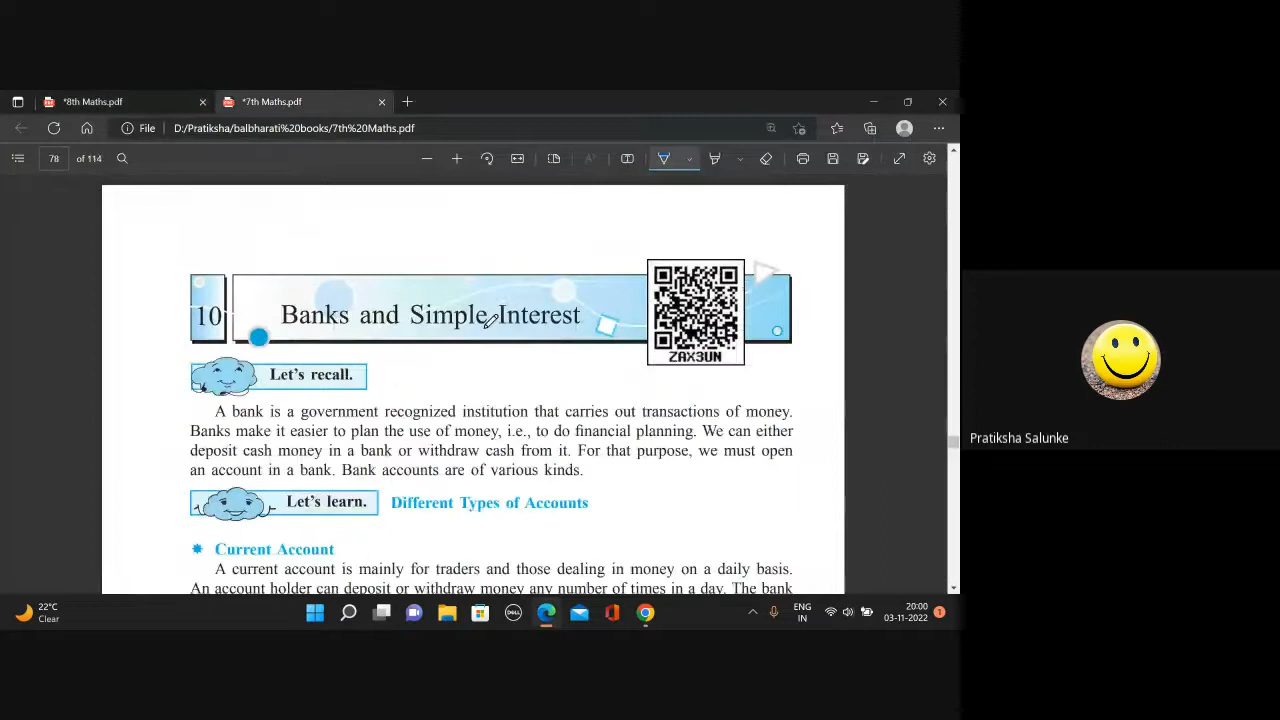 *8th Maths.pdf
*7th Maths.pdf
File
D:/Pratiksha/balbharati%20books/7th%20Maths.pdf
78 of 114
10
Banks and Simple Interest
ZAX3UN
Let's recall.
A bank is a government recognized institution that carries out transactions of money.
Banks make it easier to plan the use of money, i.e., to do financial planning. We can either
deposit cash money in a bank or withdraw cash from it. For that purpose, we must open
an account in a bank. Bank accounts are of various kinds.
Let's learn. Different Types of Accounts
Current Account
A current account is mainly for traders and those dealing in money on a daily basis.
An account holder can deposit or withdraw money any number of times in a day. The bank
Pratiksha Salunke
22°C
Clear
DELL
ENG
IN
20:00
03-11-2022
1